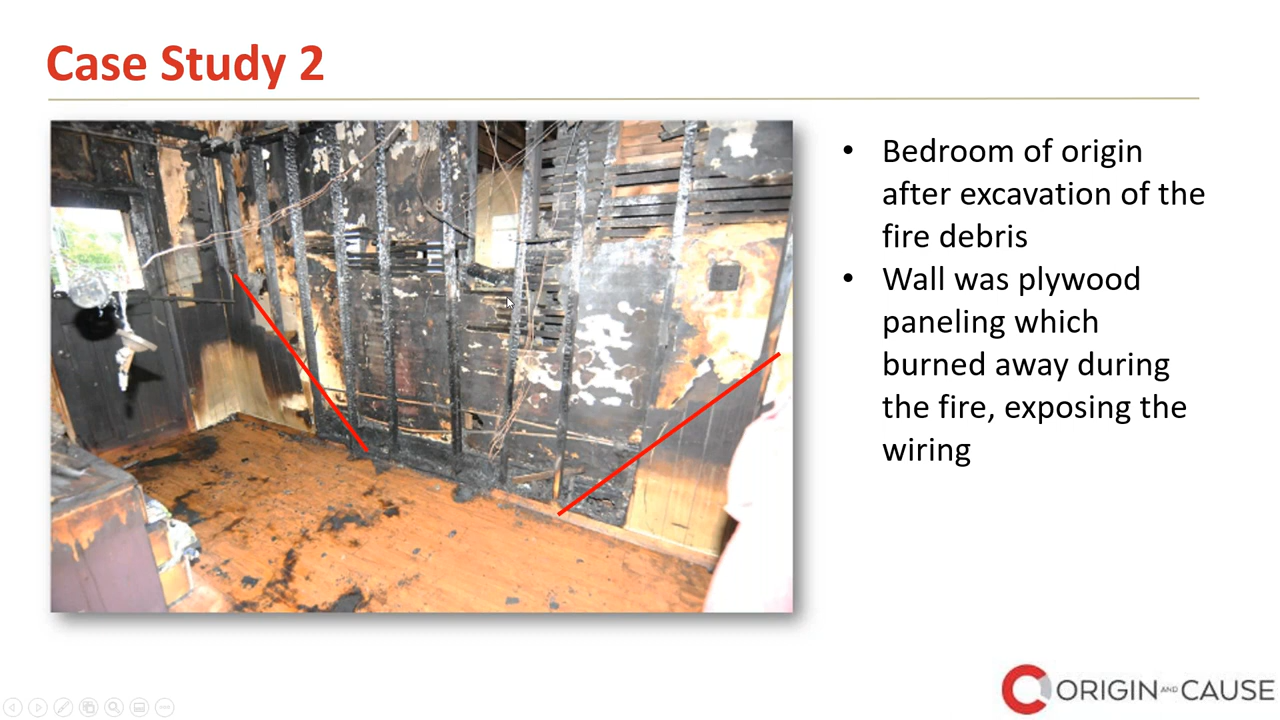 Case Study 2
• Bedroom of origin
after excavation of the
fire debris
• Wall was plywood
paneling which
burned away during
the fire, exposing the
wiring
ORIGIN AND CAUSE